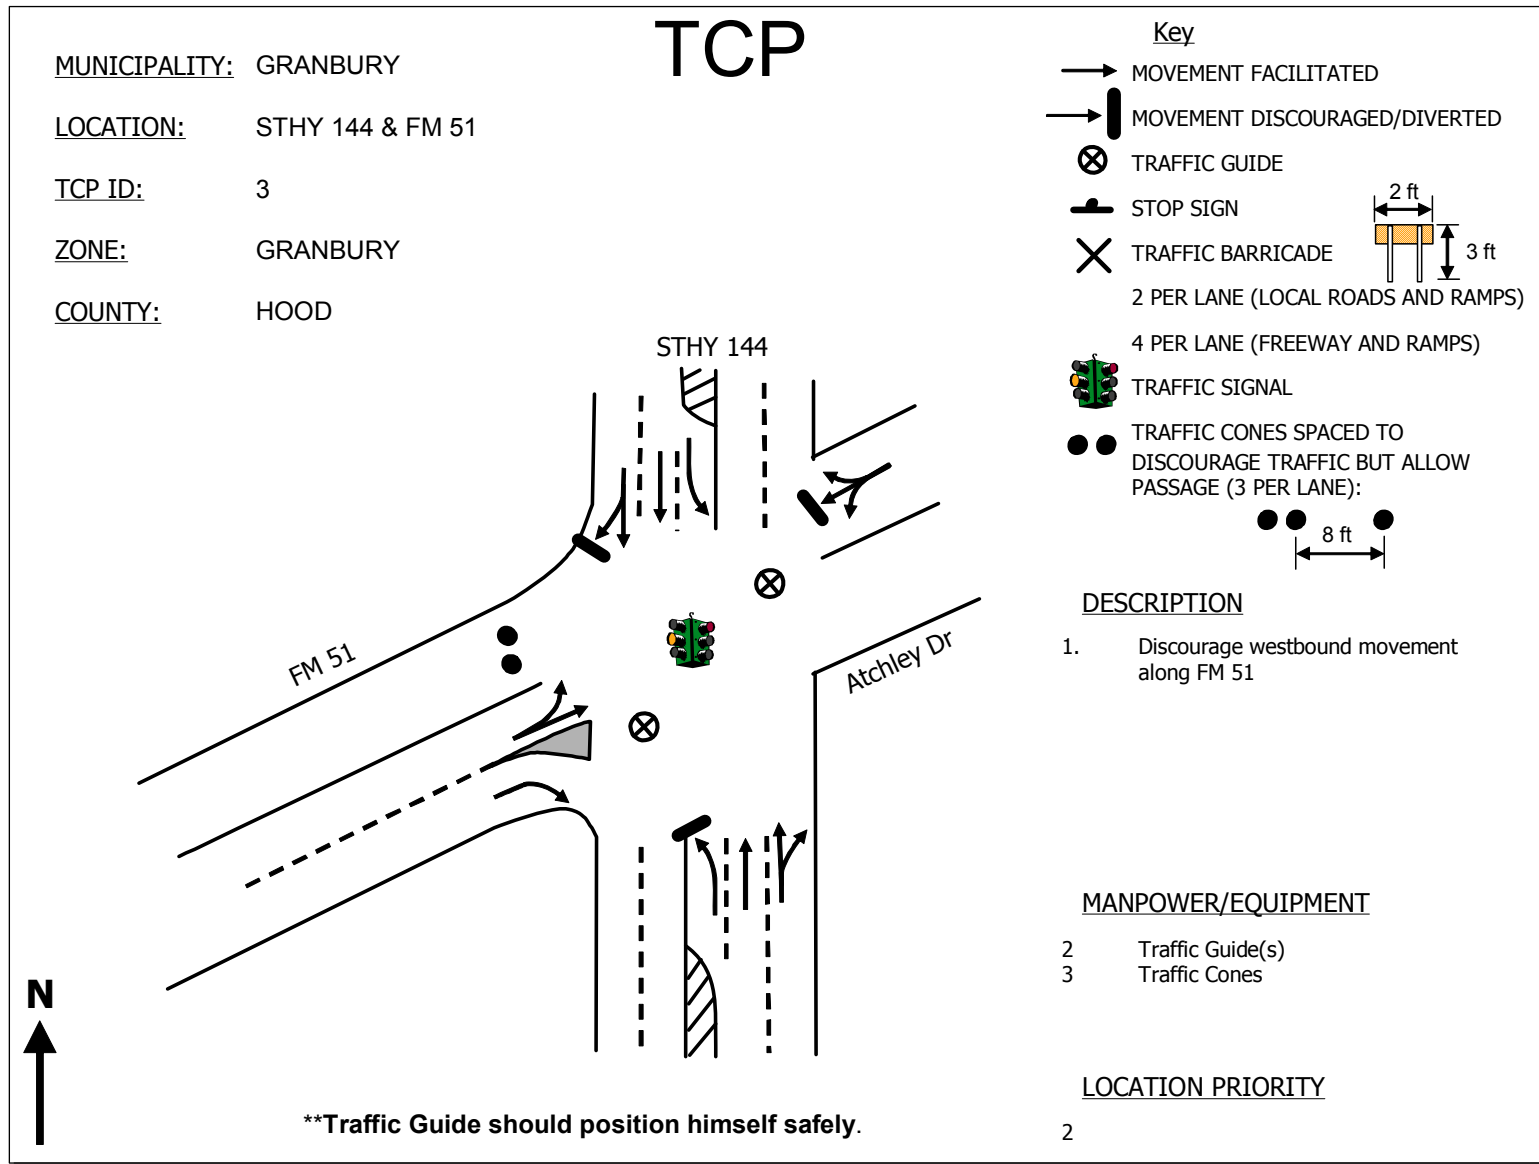 TCP
MUNICIPALITY: GRANBURY
LOCATION: STHY 144 & FM 51
TCP ID: 3
ZONE: GRANBURY
COUNTY: HOOD
Key
MOVEMENT FACILITATED
MOVEMENT DISCOURAGED/DIVERTED
TRAFFIC GUIDE
STOP SIGN
TRAFFIC BARRICADE
2 ft
3 ft
2 PER LANE (LOCAL ROADS AND RAMPS)
4 PER LANE (FREEWAY AND RAMPS)
TRAFFIC SIGNAL
TRAFFIC CONES SPACED TO
DISCOURAGE TRAFFIC BUT ALLOW
PASSAGE (3 PER LANE):
8 ft
STHY 144
FM 51
Atchley Dr
DESCRIPTION
1. Discourage westbound movement
along FM 51
MANPOWER/EQUIPMENT
2 Traffic Guide(s)
3 Traffic Cones
LOCATION PRIORITY
2
N
**Traffic Guide should position himself safely.